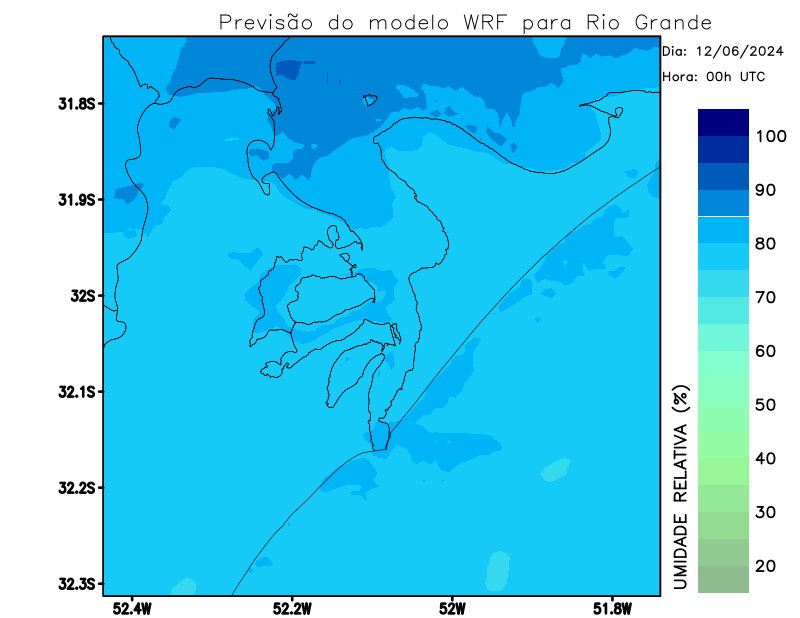 Previsão do modelo WRF para Rio Grande
Dia: 12/06/2024
Hora: 00h UTC
31.8S
31.9S
32S
32.1S
32.2S
32.3S
52.4W
52.2W
52W
51.8W
100
90
80
70
60
50
40
30
20
UMIDADE RELATIVA (%)